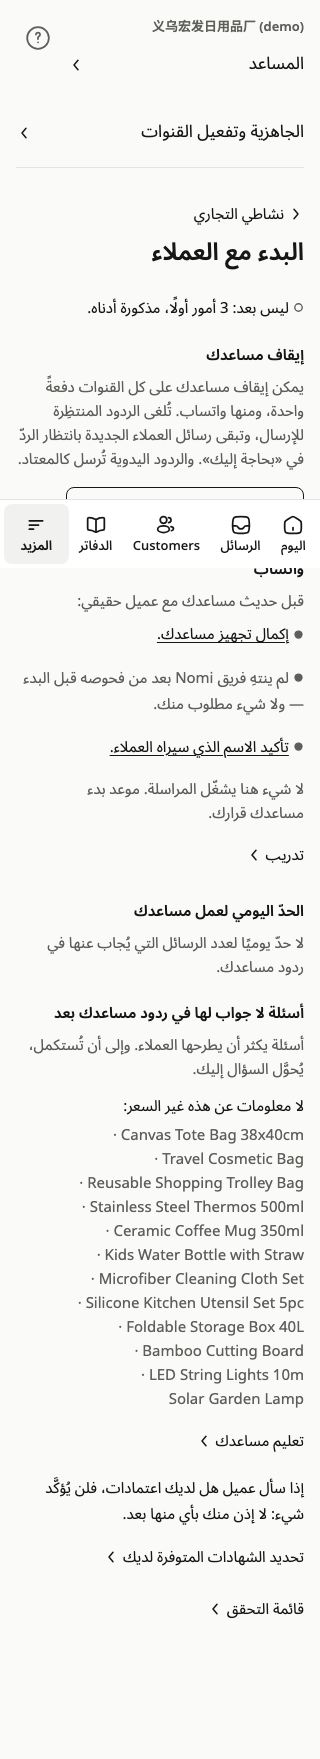 义乌宏发日用品厂 (demo)
المساعد
الجاهزية وتفعيل القنوات
نشاطي التجاري
البدء مع العملاء
ليس بعد: 3 أمور أولًا، مذكورة أدناه.
إيقاف مساعدك
يمكن إيقاف مساعدك على كل القنوات دفعةً
واحدة، ومنها واتساب. تُلغى الردود المنتظِرة
للإرسال، وتبقى رسائل العملاء الجديدة بانتظار الردّ
في «بحاجة إليك». والردود اليدوية تُرسل كالمعتاد.
اليوم
الرسائل
Customers
الدفاتر
المزيد
واتساب
قبل حديث مساعدك مع عميل حقيقي:
إكمال تجهيز مساعدك.
لم ينتهِ فريق Nomi بعد من فحوصه قبل البدء
— ولا شيء مطلوب منك.
تأكيد الاسم الذي سيراه العملاء.
لا شيء هنا يشغّل المراسلة. موعد بدء
مساعدك قرارك.
تدريب
الحدّ اليومي لعمل مساعدك
لا حدّ يوميًا لعدد الرسائل التي يُجاب عنها في
ردود مساعدك.
أسئلة لا جواب لها في ردود مساعدك بعد
أسئلة يكثر أن يطرحها العملاء. وإلى أن تُستكمل،
يُحوَّل السؤال إليك.
لا معلومات عن هذه غير السعر:
Canvas Tote Bag 38x40cm ·
Travel Cosmetic Bag ·
Reusable Shopping Trolley Bag ·
Stainless Steel Thermos 500ml ·
Ceramic Coffee Mug 350ml ·
Kids Water Bottle with Straw ·
Microfiber Cleaning Cloth Set ·
Silicone Kitchen Utensil Set 5pc ·
Foldable Storage Box 40L ·
Bamboo Cutting Board ·
LED String Lights 10m ·
Solar Garden Lamp
تعليم مساعدك
إذا سأل عميل هل لديك اعتمادات، فلن يُؤكَّد
شيء: لا إذن منك بأي منها بعد.
تحديد الشهادات المتوفرة لديك
قائمة التحقق